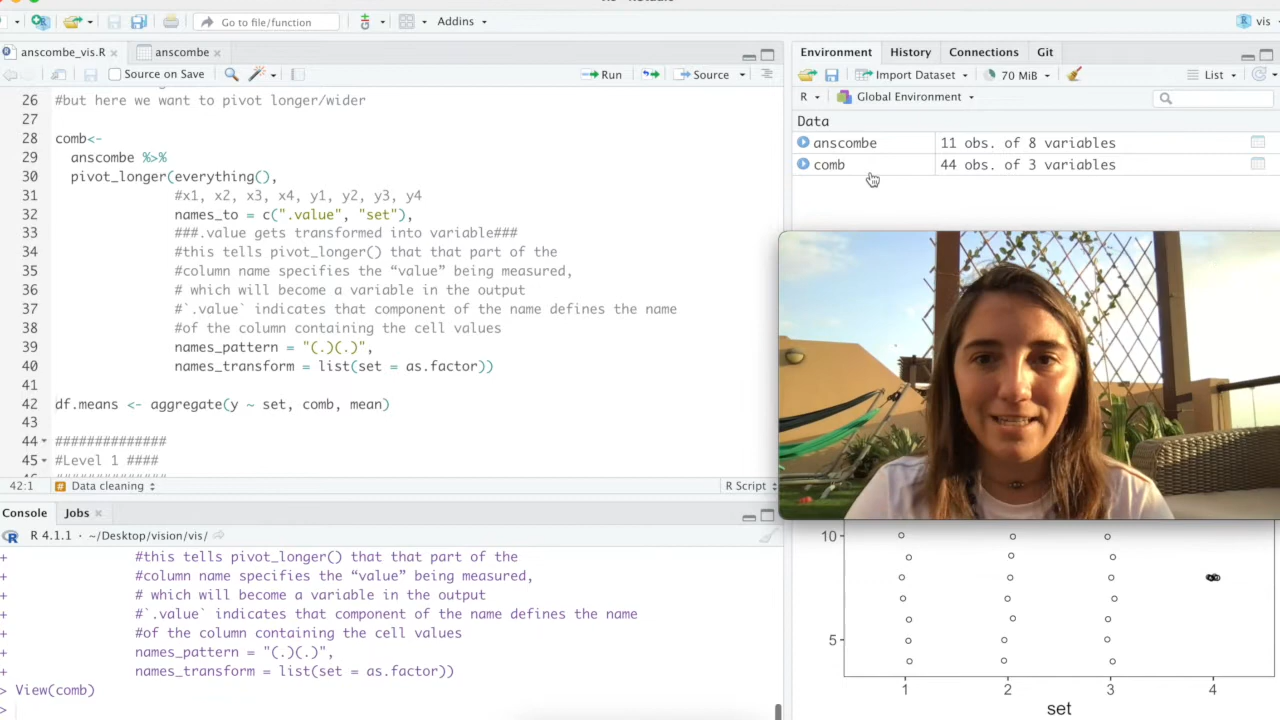 Go to file/function
Addins
vis
anscombe_vis.R
anscombe
Source on Save
Run
Source
26
#but here we want to pivot longer/wider
27
28 comb<-
29 anscombe %>%
30 pivot_longer(everything(),
31 #x1, x2, x3, x4, y1, y2, y3, y4
32 names_to = c(".value", "set"),
33 ###.value gets transformed into variable###
34 #this tells pivot_longer() that that part of the
35 #column name specifies the “value” being measured,
36 # which will become a variable in the output
37 #`.value` indicates that component of the name defines the name
38 #of the column containing the cell values
39 names_pattern = "(.)(.)",
40 names_transform = list(set = as.factor))
41
42 df.means <- aggregate(y ~ set, comb, mean)
43
44 ##############
45 #Level 1 ####
42:1 Data cleaning R Script
Console Jobs
R 4.1.1 · ~/Desktop/vision/vis/
+ #this tells pivot_longer() that that part of the
+ #column name specifies the “value” being measured,
+ # which will become a variable in the output
+ #`.value` indicates that component of the name defines the name
+ #of the column containing the cell values
+ names_pattern = "(.)(.)",
+ names_transform = list(set = as.factor))
> View(comb)
>
Environment History Connections Git
Import Dataset 70 MiB List
R Global Environment
Data
anscombe 11 obs. of 8 variables
comb 44 obs. of 3 variables
10
5
1 2 3 4
set